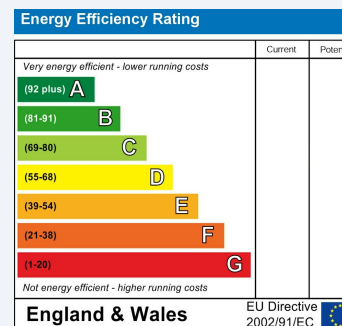 Energy Efficiency Rating
Current Poten
Very energy efficient - lower running costs
(92 plus) A
(81-91) B
(69-80) C
(55-68) D
(39-54) E
(21-38) F
(1-20) G
Not energy efficient - higher running costs
England & Wales
EU Directive
2002/91/EC